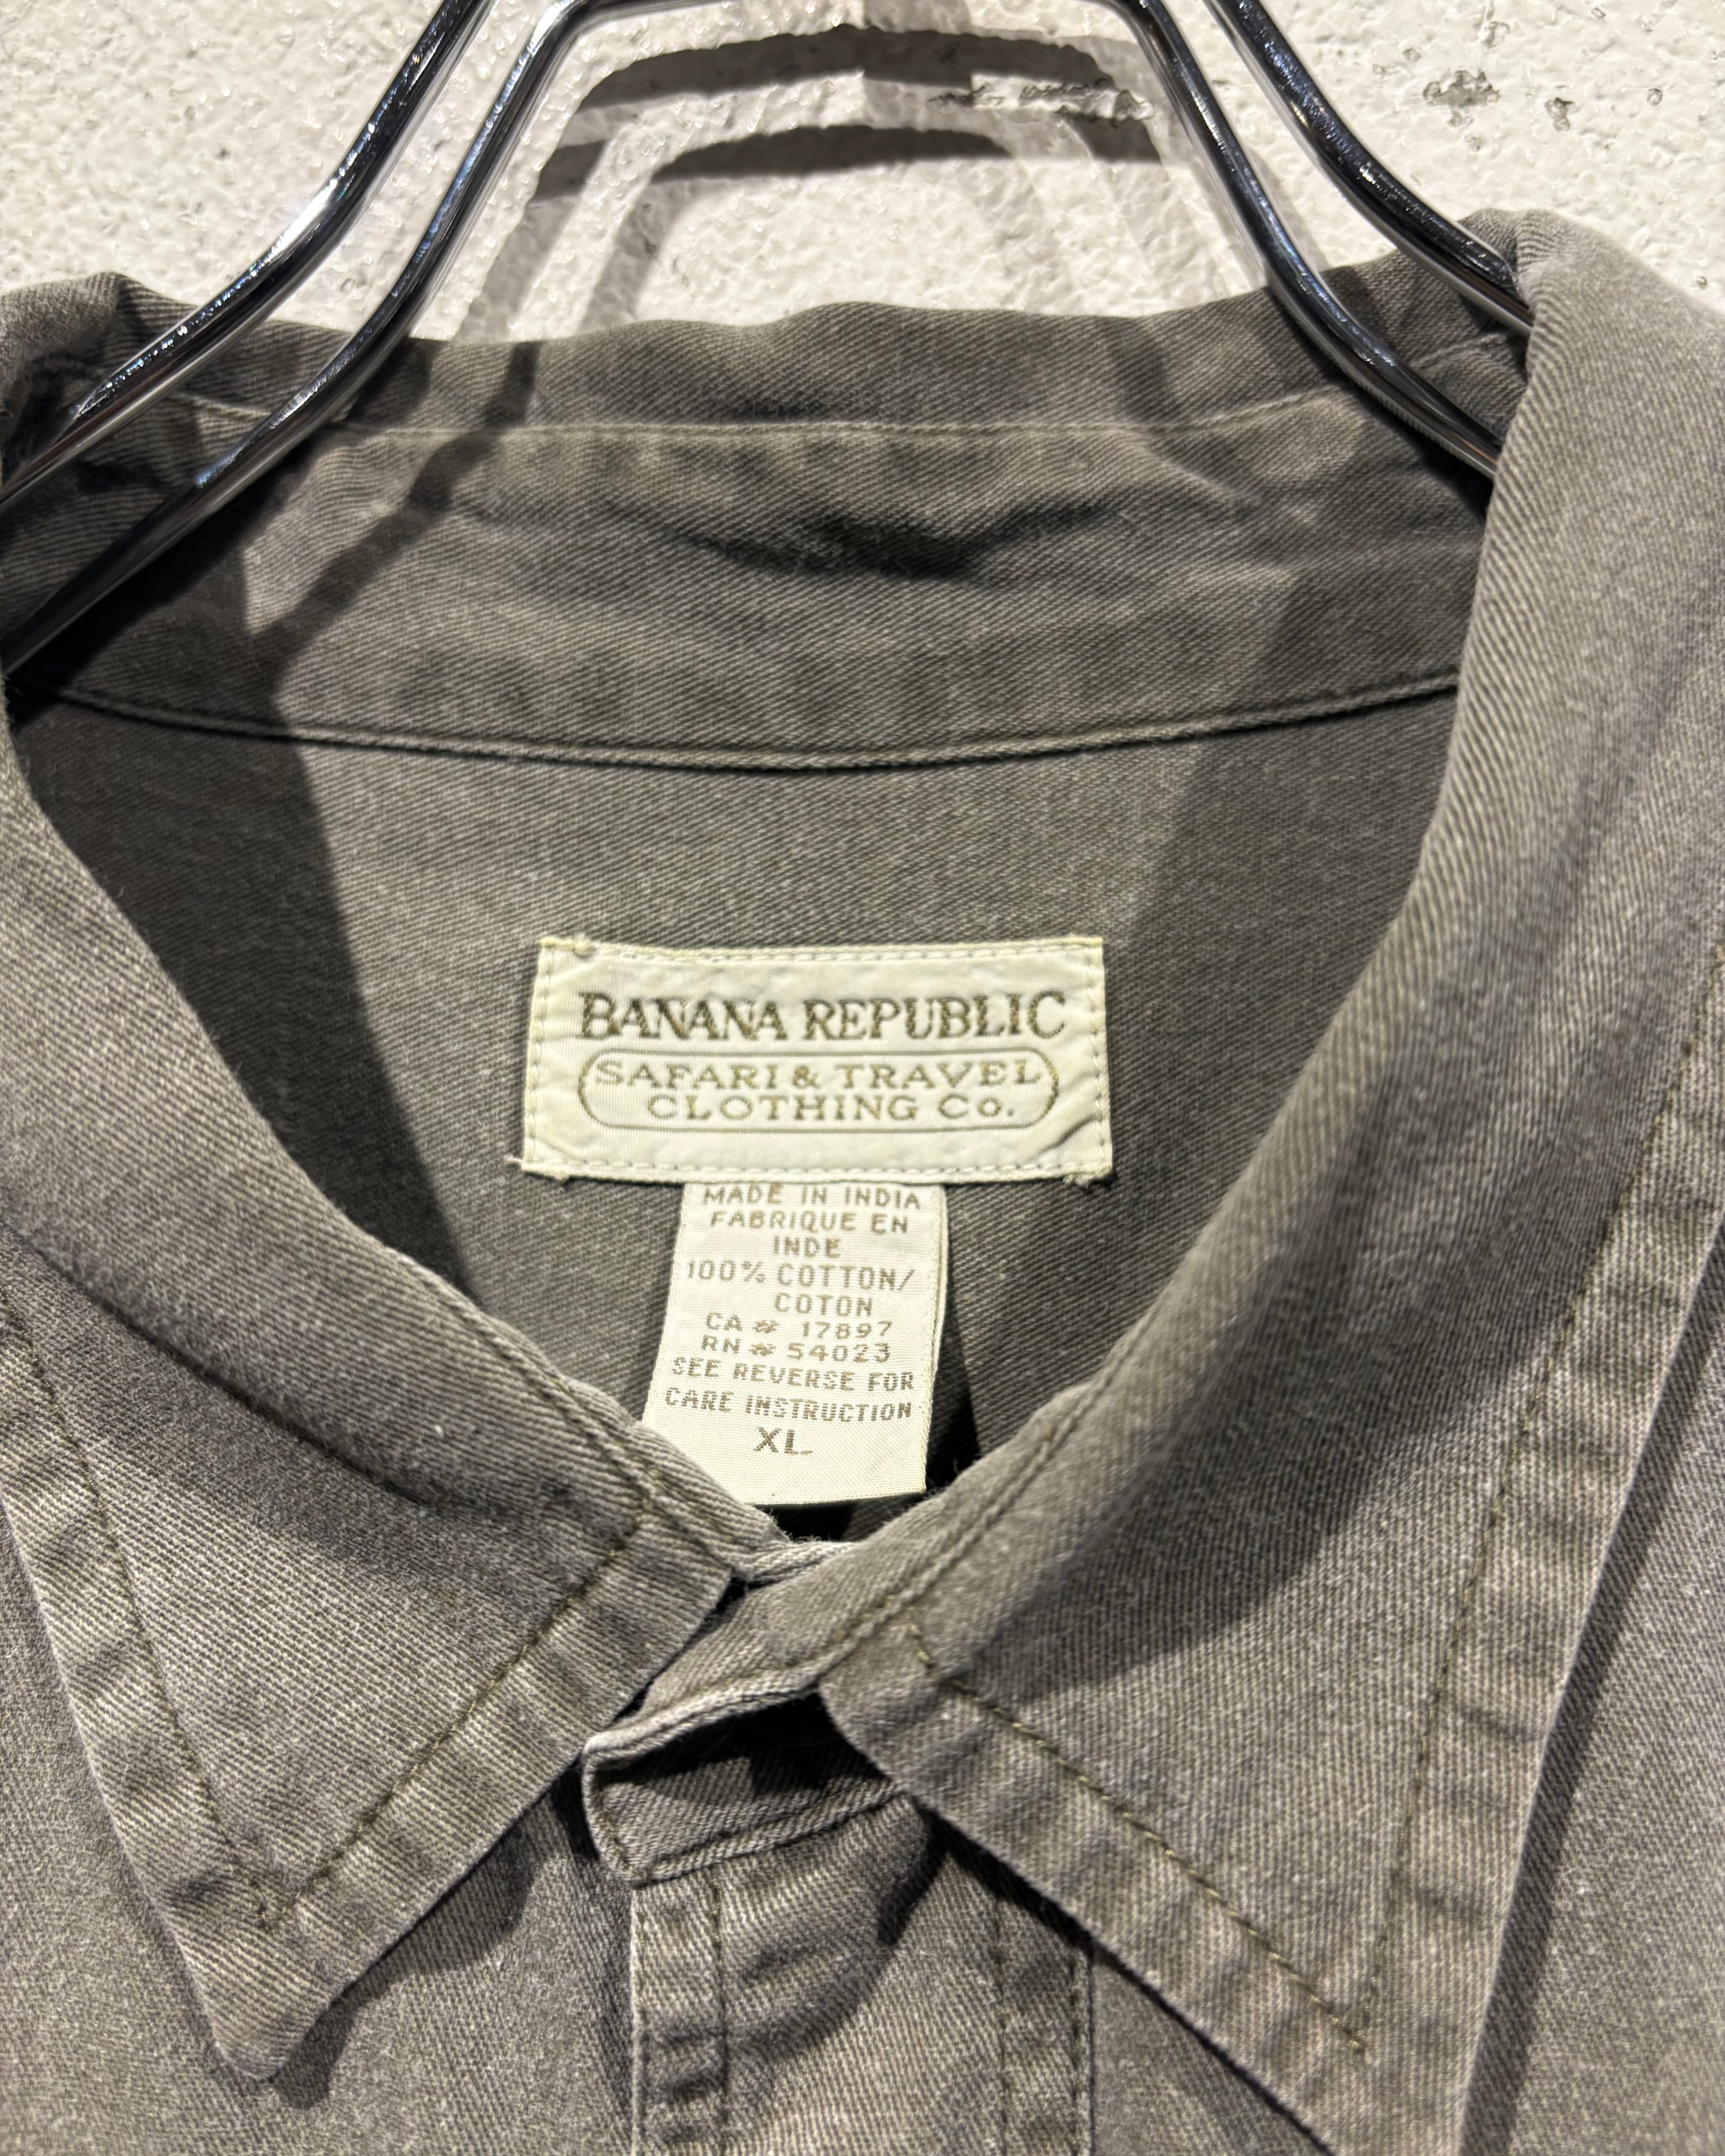 BANANA REPUBLIC
SAFARI & TRAVEL
CLOTHING Co.
MADE IN INDIA
FABRIQUE EN
INDE
100% COTTON/
COTON
CA # 17897
RN # 54023
SEE REVERSE FOR
CARE INSTRUCTION
XL